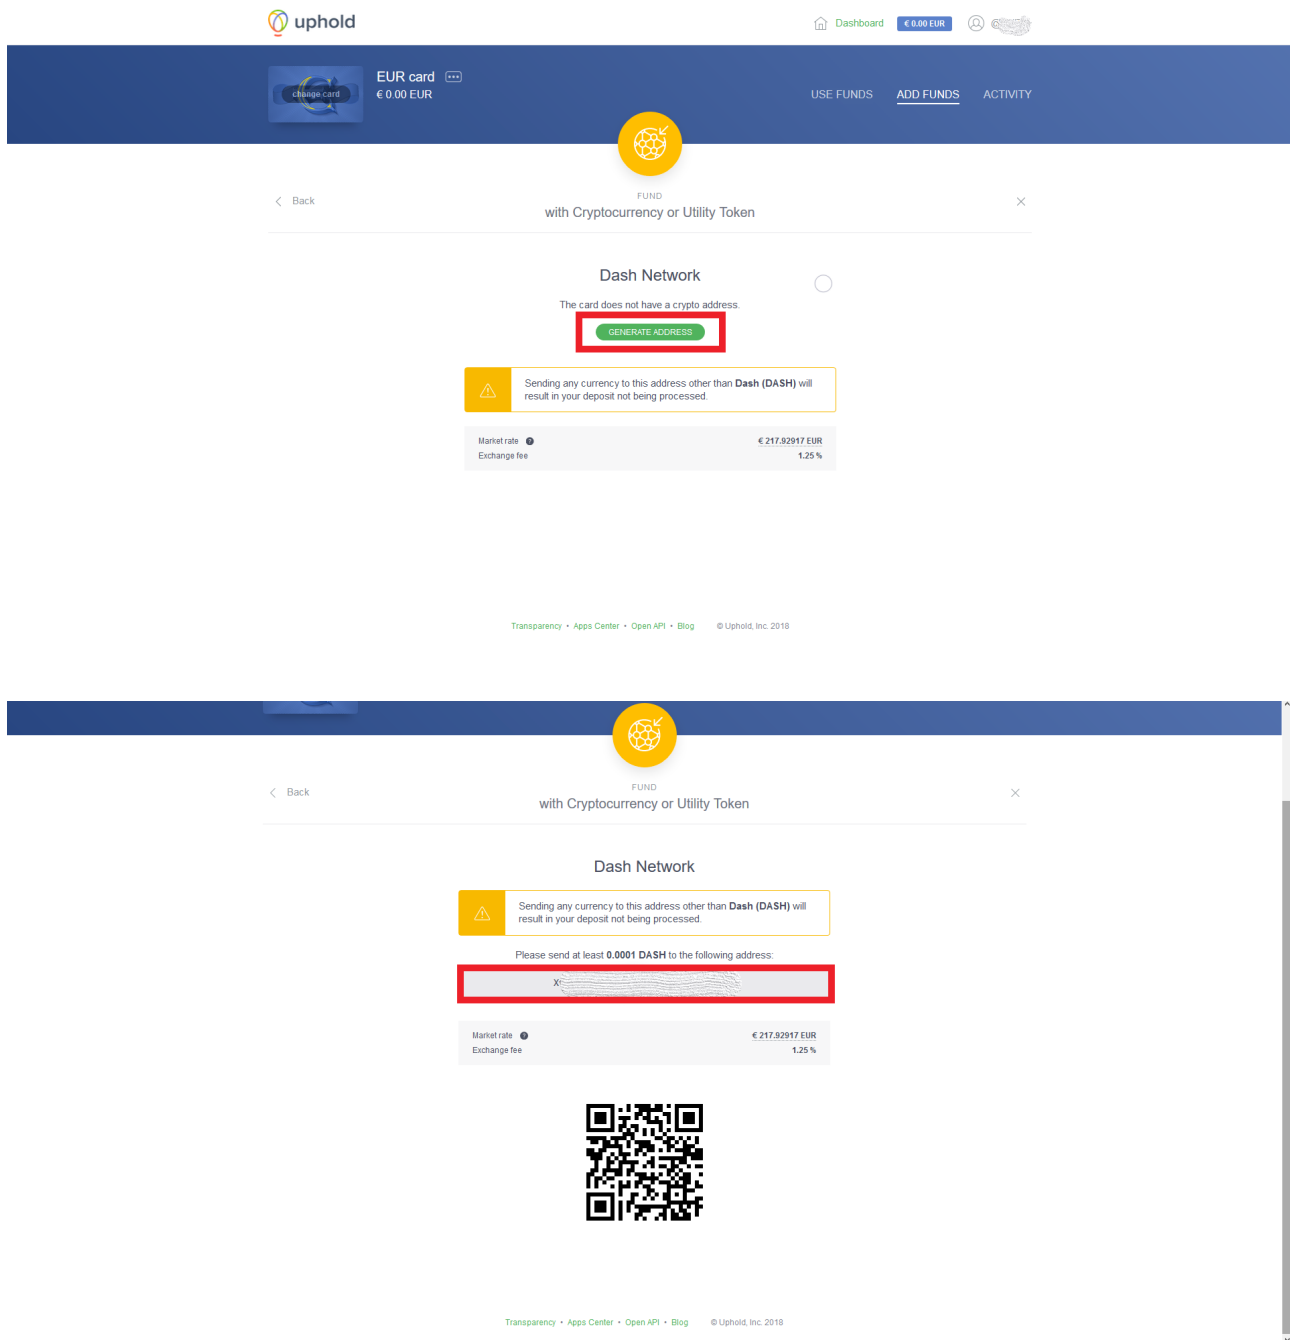 uphold
Dashboard
€ 0.00 EUR
change card
EUR card
€ 0.00 EUR
USE FUNDS
ADD FUNDS
ACTIVITY
Back
FUND
with Cryptocurrency or Utility Token
Dash Network
The card does not have a crypto address.
GENERATE ADDRESS
Sending any currency to this address other than Dash (DASH) will
result in your deposit not being processed.
Market rate ? € 217.92917 EUR
Exchange fee 1.25 %
Transparency • Apps Center • Open API • Blog © Uphold, Inc. 2018
Back
FUND
with Cryptocurrency or Utility Token
Dash Network
Sending any currency to this address other than Dash (DASH) will
result in your deposit not being processed.
Please send at least 0.0001 DASH to the following address:
X
Market rate ? € 217.92917 EUR
Exchange fee 1.25 %
Transparency • Apps Center • Open API • Blog © Uphold, Inc. 2018